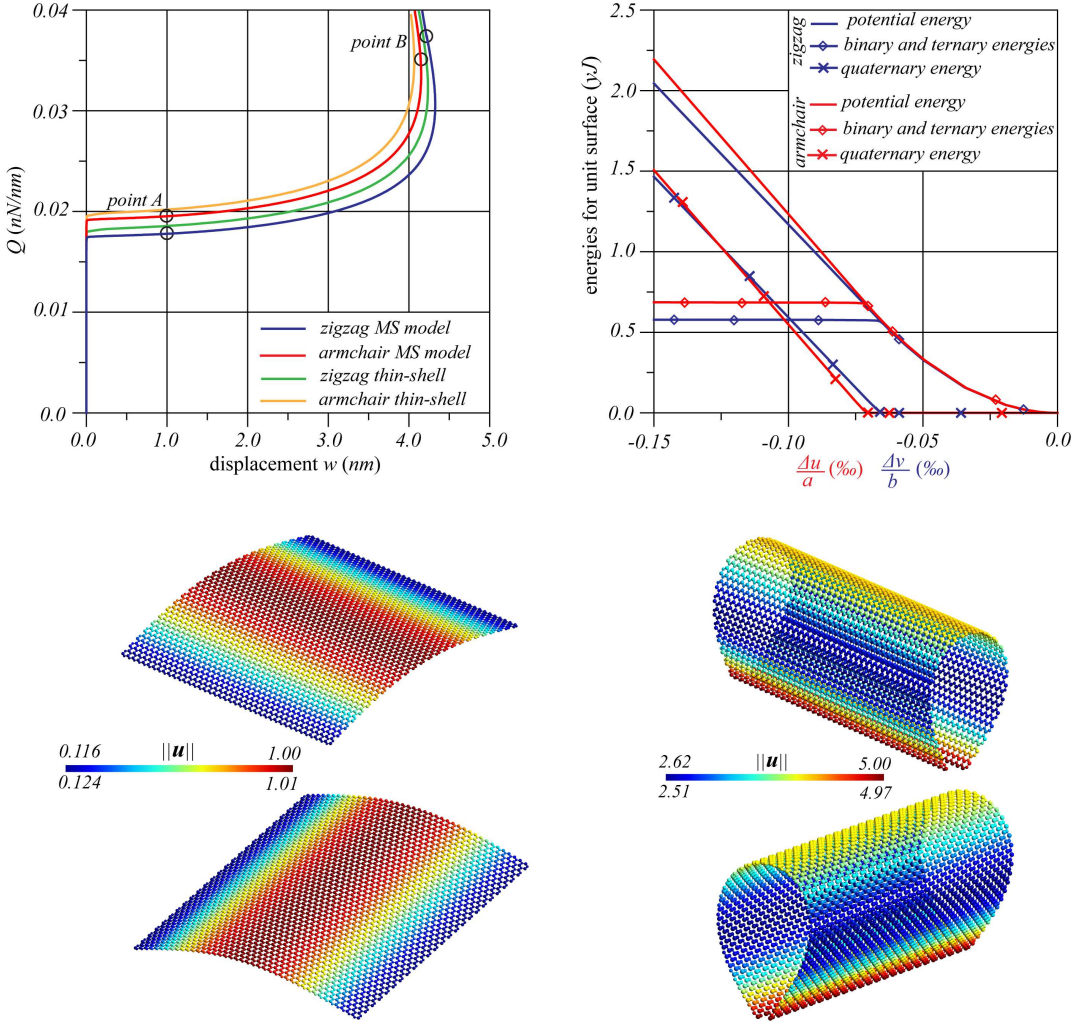 0.04
0.03
0.02
0.01
0.0
Q (nN/nm)
point B
point A
zigzag MS model
armchair MS model
zigzag thin-shell
armchair thin-shell
0.0 1.0 2.0 3.0 4.0 5.0
displacement w (nm)
2.5
2.0
1.5
1.0
0.5
0.0
energies for unit surface (yJ)
zigzag
potential energy
binary and ternary energies
quaternary energy
armchair
potential energy
binary and ternary energies
quaternary energy
-0.15 -0.10 -0.05 0.0
Δu/a (‰) Δv/b (‰)
0.116 ||u|| 1.00
0.124 1.01
2.62 ||u|| 5.00
2.51 4.97